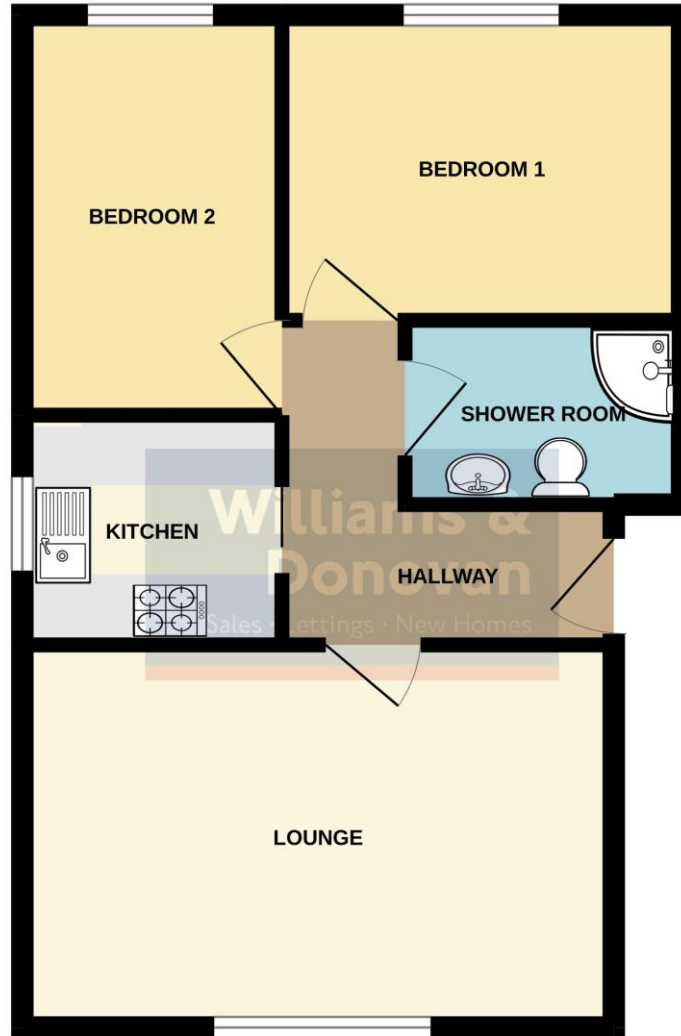 BEDROOM 1
BEDROOM 2
SHOWER ROOM
KITCHEN
Williams &
Donovan
HALLWAY
Sales · Lettings · New Homes
LOUNGE